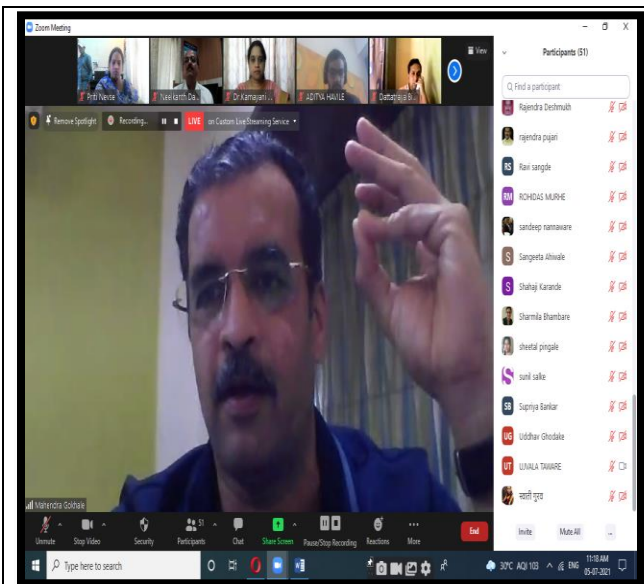 Zoom Meeting
Priti Nevse
Neelkanth Da...
Dr.Kamayani ...
ADITYA HAVILE
Dattatraya Bi...
View
Participants (51)
Find a participant
Remove Spotlight
Recording...
LIVE
on Custom Live Streaming Service
Rajendra Deshmukh
rajendra pujari
RS Ravi sangde
RM ROHIDAS MURHE
sandeep nannaware
S Sangeeta Ahiwale
S Shahaji Karande
Sharmila Bhambare
sheetal pingale
sunil salke
SB Supriya Bankar
UG Uddhav Ghodake
UT UJVALA TAWARE
स्वाती गुरव
Mahendra Gokhale
Unmute
Stop Video
Security
51
Participants
Chat
Share Screen
Pause/Stop Recording
Reactions
More
End
Invite
Mute All
...
Type here to search
30°C AQI 103
ENG
11:18 AM
05-07-2021